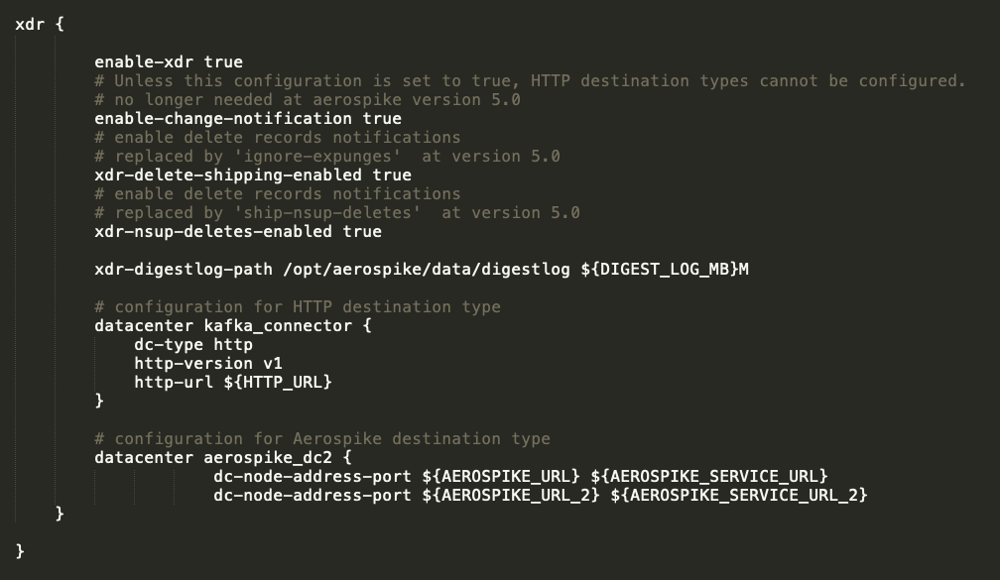 xdr {
enable-xdr true
# Unless this configuration is set to true, HTTP destination types cannot be configured.
# no longer needed at aerospike version 5.0
enable-change-notification true
# enable delete records notifications
# replaced by 'ignore-expunges'  at version 5.0
xdr-delete-shipping-enabled true
# enable delete records notifications
# replaced by 'ship-nsup-deletes'  at version 5.0
xdr-nsup-deletes-enabled true
xdr-digestlog-path /opt/aerospike/data/digestlog ${DIGEST_LOG_MB}M
# configuration for HTTP destination type
datacenter kafka_connector {
dc-type http
http-version v1
http-url ${HTTP_URL}
}
# configuration for Aerospike destination type
datacenter aerospike_dc2 {
dc-node-address-port ${AEROSPIKE_URL} ${AEROSPIKE_SERVICE_URL}
dc-node-address-port ${AEROSPIKE_URL_2} ${AEROSPIKE_SERVICE_URL_2}
}
}